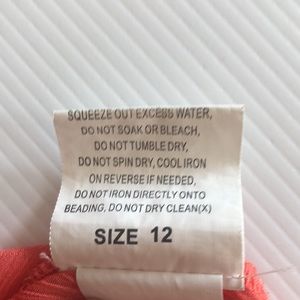 SQUEEZE OUT EXCESS WATER,
DO NOT SOAK OR BLEACH,
DO NOT TUMBLE DRY,
DO NOT SPIN DRY, COOL IRON
ON REVERSE IF NEEDED,
DO NOT IRON DIRECTLY ONTO
BEADING, DO NOT DRY CLEAN(X)
SIZE 12